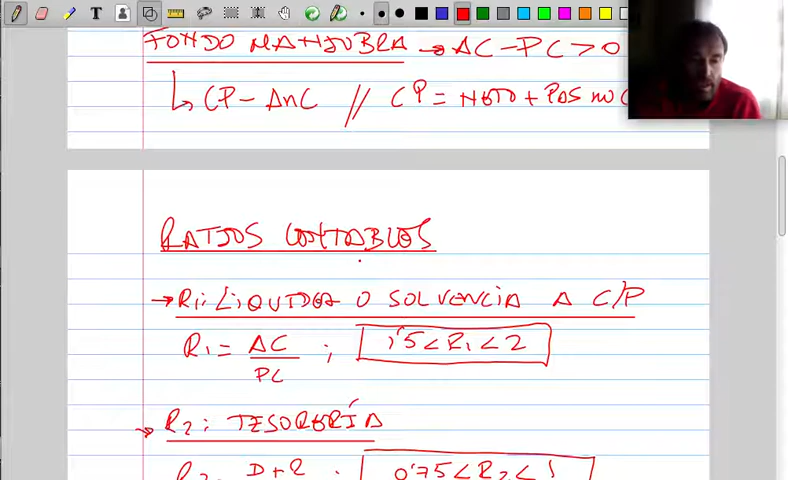 FONDO MANIOBRA → AC - PC > 0
↳ CP - AnC // CP = NETO + PAS no C
RATIOS CONTABLES
→ R1: LIQUIDEZ O SOLVENCIA A C/P
R1 = AC / PC ; 1'5 < R1 < 2
→ R2: TESORERÍA
R2 D + R . 0'75 < R2 < 1